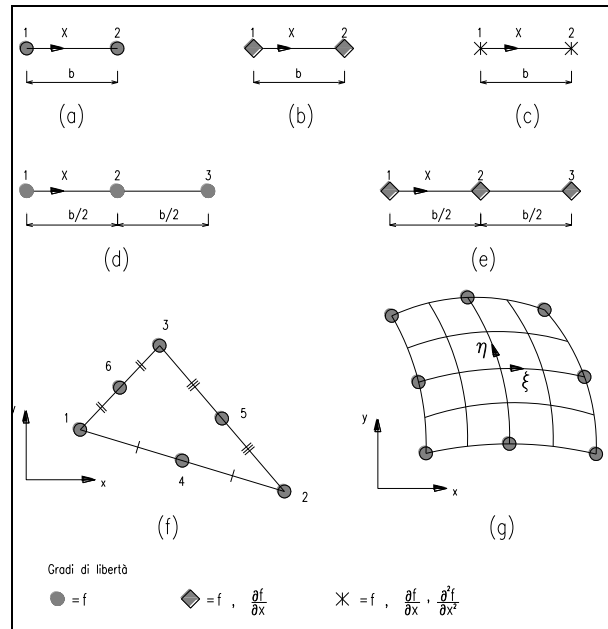 1 X 2
b
(a)
1 X 2
b
(b)
1 X 2
b
(c)
1 X 2 3
b/2 b/2
(d)
1 X 2 3
b/2 b/2
(e)
3
6
1
5
4
2
y
x
(f)
η
ξ
y
x
(g)
Gradi di libertà
=f
=f , ∂f/∂x
=f , ∂f/∂x , ∂²f/∂x²